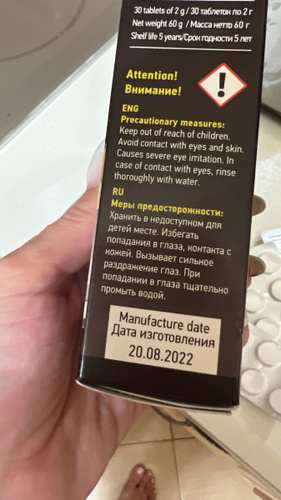 30 tablets of 2 g / 30 таблеток по 2 г
Net weight 60 g / Масса нетто 60 г
Shelf life 5 years/Срок годности 5 лет
Attention!
Внимание!
ENG
Precautionary measures:
Keep out of reach of children.
Avoid contact with eyes and skin.
Causes severe eye irritation. In
case of contact with eyes, rinse
thoroughly with water.
RU
Меры предосторожности:
Хранить в недоступном для
детей месте. Избегать
попадания в глаза, контакта с
кожей. Вызывает сильное
раздражение глаз. При
попадании в глаза тщательно
промыть водой.
Manufacture date
Дата изготовления
20.08.2022